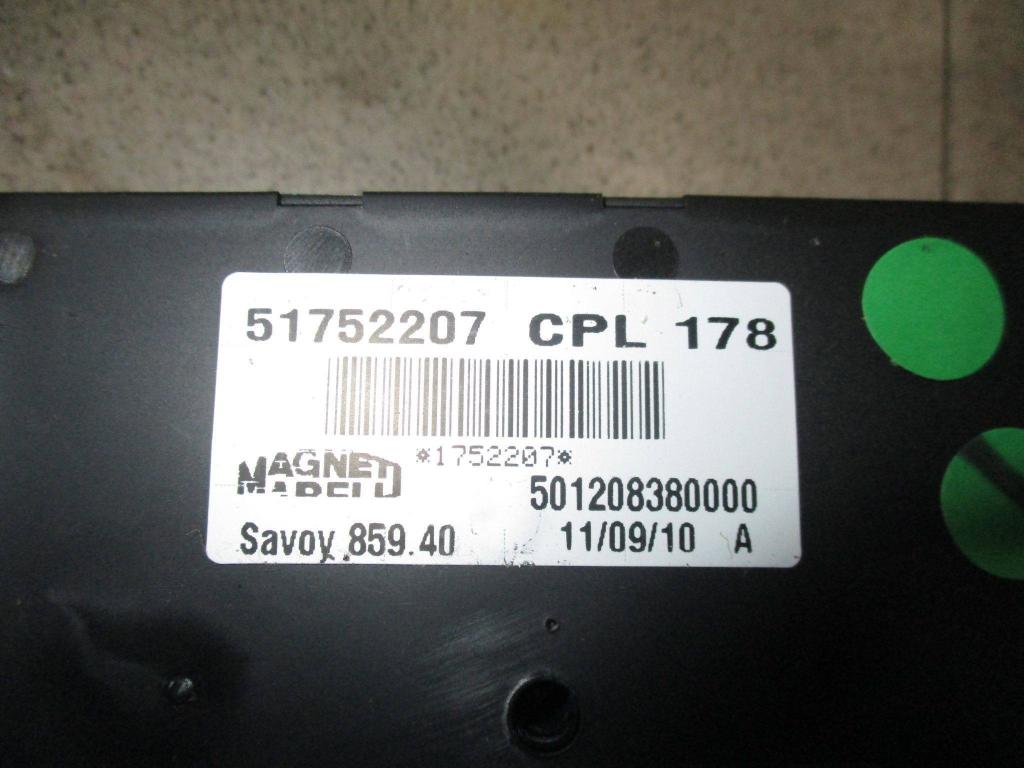 51752207 CPL 178
*1752207*
MAGNETI
MARELLI
501208380000
Savoy 859.40 11/09/10 A